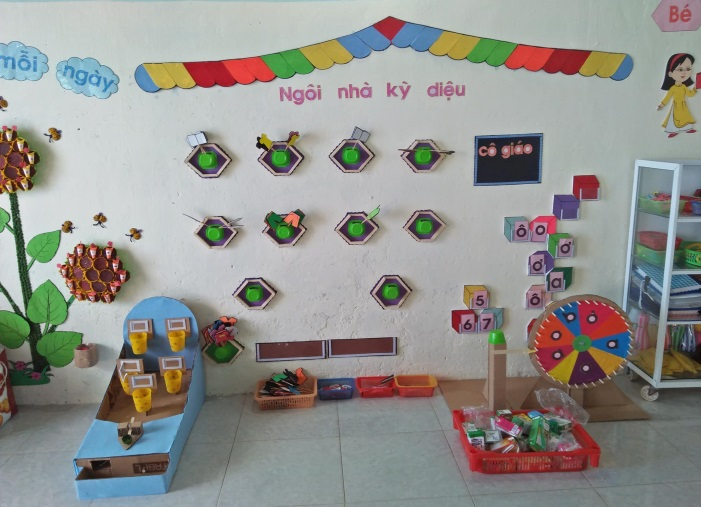 mỗi
ngày
Bé
Ngôi nhà kỳ diệu
cô giáo
ô a
ơ
ơ
a
5
ô
6 7